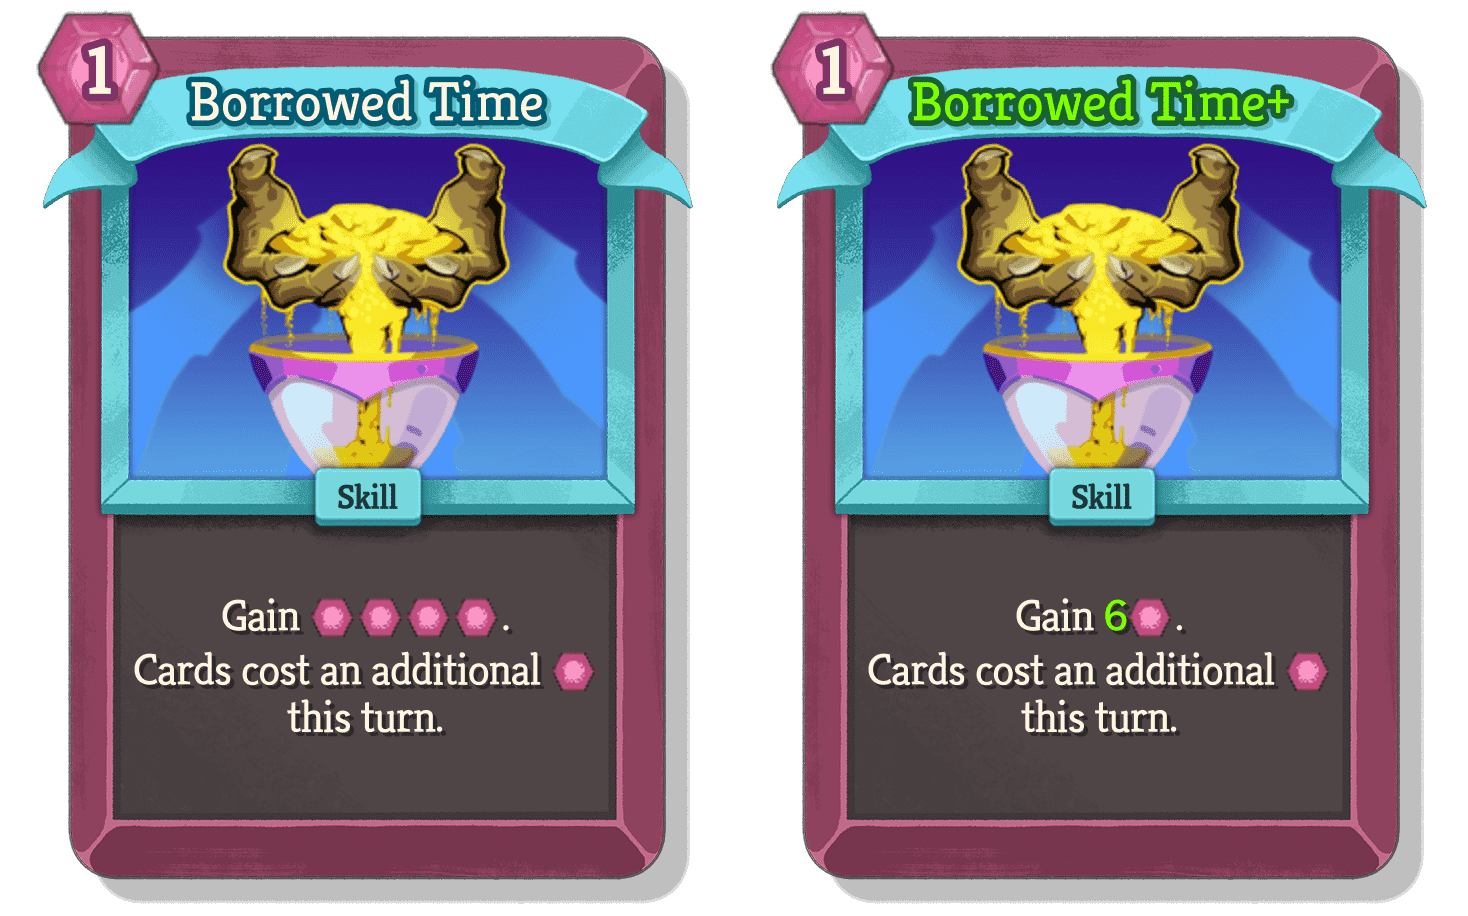 1
Borrowed Time
Skill
Gain .
Cards cost an additional
this turn.
1
Borrowed Time+
Skill
Gain 6 .
Cards cost an additional
this turn.